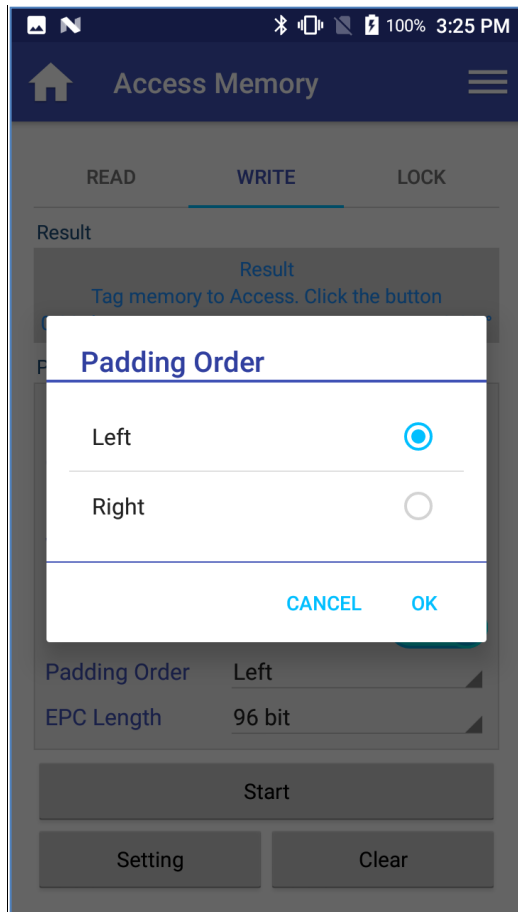 100% 3:25 PM
Access Memory
READ WRITE LOCK
Result
Result
Tag memory to Access. Click the button
P
Padding Order
Left
Right
CANCEL OK
Padding Order Left
EPC Length 96 bit
Start
Setting Clear